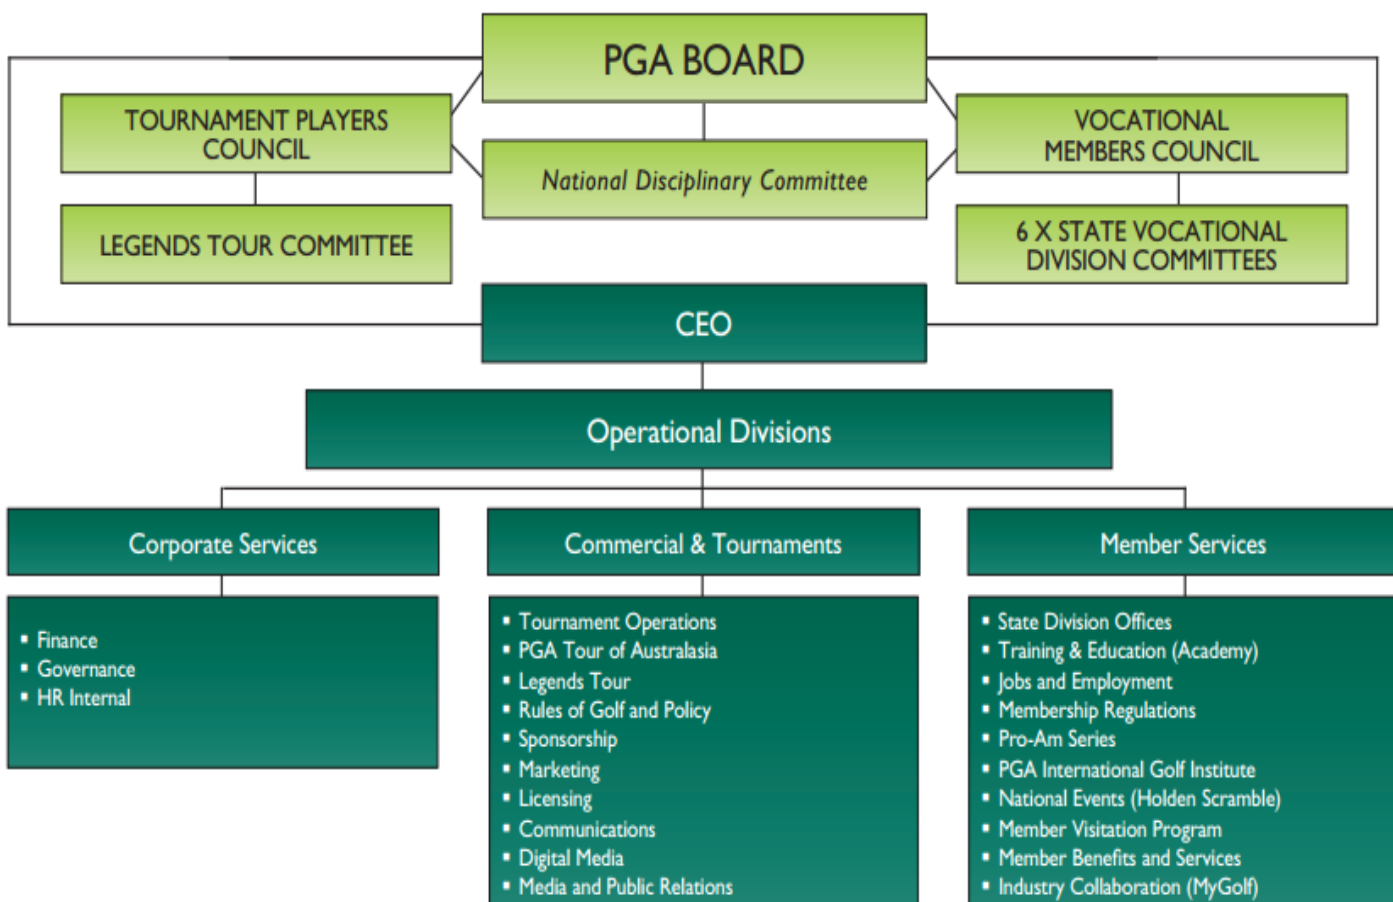 PGA BOARD
TOURNAMENT PLAYERS
COUNCIL
National Disciplinary Committee
VOCATIONAL
MEMBERS COUNCIL
LEGENDS TOUR COMMITTEE
6 X STATE VOCATIONAL
DIVISION COMMITTEES
CEO
Operational Divisions
Corporate Services
▪ Finance
▪ Governance
▪ HR Internal
Commercial & Tournaments
▪ Tournament Operations
▪ PGA Tour of Australasia
▪ Legends Tour
▪ Rules of Golf and Policy
▪ Sponsorship
▪ Marketing
▪ Licensing
▪ Communications
▪ Digital Media
▪ Media and Public Relations
Member Services
▪ State Division Offices
▪ Training & Education (Academy)
▪ Jobs and Employment
▪ Membership Regulations
▪ Pro-Am Series
▪ PGA International Golf Institute
▪ National Events (Holden Scramble)
▪ Member Visitation Program
▪ Member Benefits and Services
▪ Industry Collaboration (MyGolf)